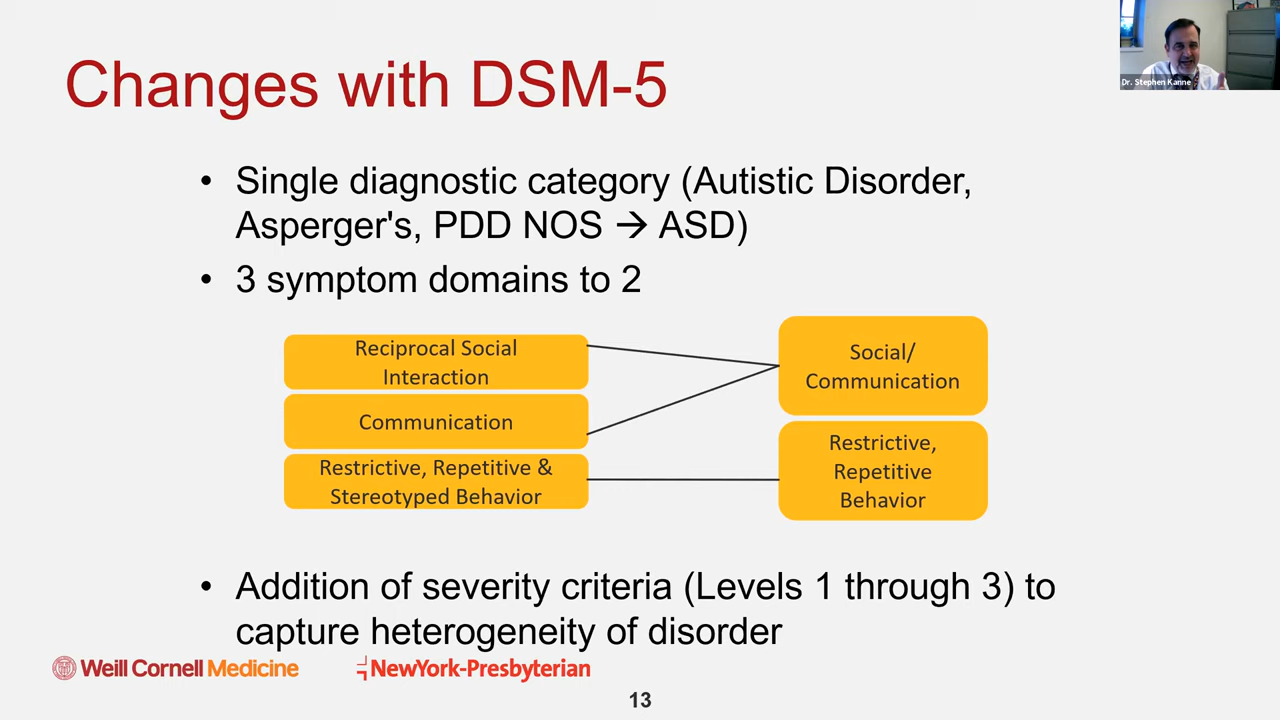 Changes with DSM-5
Dr. Stephen Kanne
• Single diagnostic category (Autistic Disorder,
Asperger's, PDD NOS → ASD)
• 3 symptom domains to 2
Reciprocal Social
Interaction
Communication
Restrictive, Repetitive &
Stereotyped Behavior
Social/
Communication
Restrictive,
Repetitive
Behavior
• Addition of severity criteria (Levels 1 through 3) to
capture heterogeneity of disorder
Weill Cornell Medicine
NewYork-Presbyterian
13